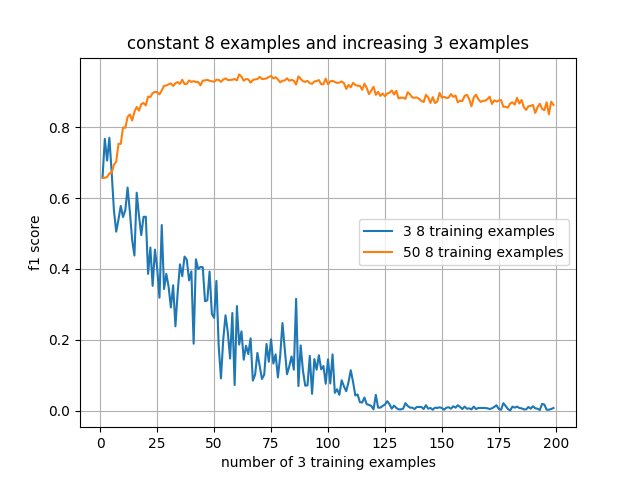 constant 8 examples and increasing 3 examples
f1 score
0.8
0.6
0.4
0.2
0.0
3 8 training examples
50 8 training examples
0 25 50 75 100 125 150 175 200
number of 3 training examples